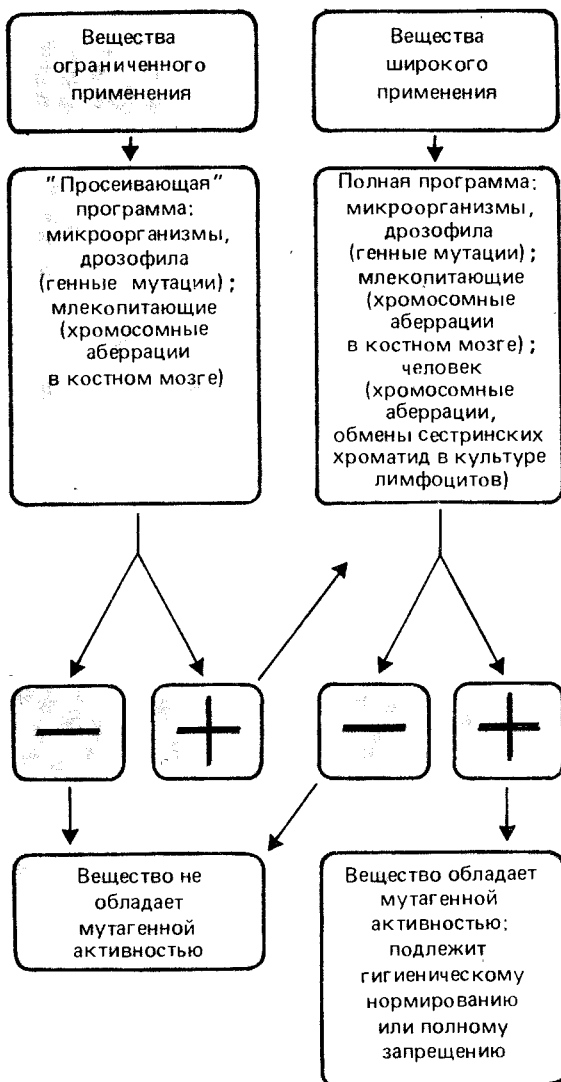 Вещества
ограниченного
применения
Вещества
широкого
применения
"Просеивающая"
программа:
микроорганизмы,
дрозофила
(генные мутации);
млекопитающие
(хромосомные
аберрации
в костном мозге)
Полная программа:
микроорганизмы,
дрозофила
(генные мутации);
млекопитающие
(хромосомные
аберрации
в костном мозге);
человек
(хромосомные
аберрации,
обмены сестринских
хроматид в культуре
лимфоцитов)
—
+
—
+
Вещество не
обладает
мутагенной
активностью
Вещество обладает
мутагенной
активностью;
подлежит
гигиеническому
нормированию
или полному
запрещению